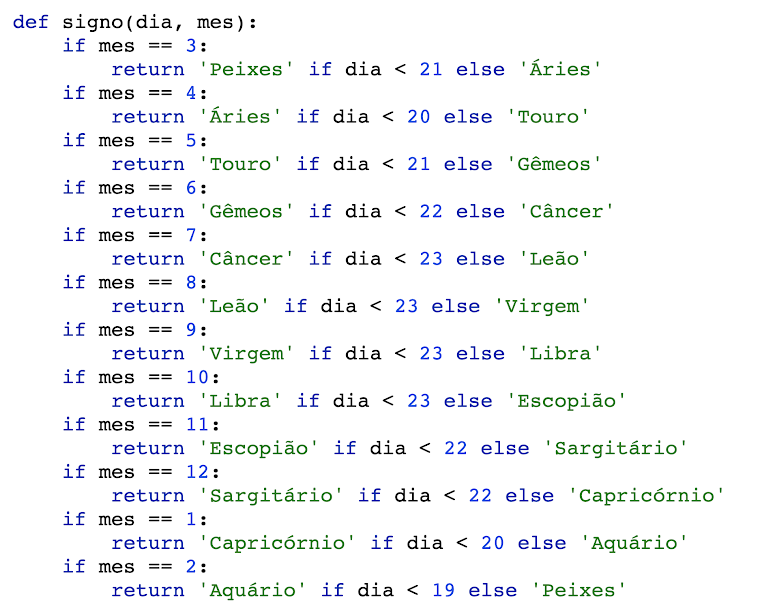 def signo(dia, mes):
    if mes == 3:
        return 'Peixes' if dia < 21 else 'Áries'
    if mes == 4:
        return 'Áries' if dia < 20 else 'Touro'
    if mes == 5:
        return 'Touro' if dia < 21 else 'Gêmeos'
    if mes == 6:
        return 'Gêmeos' if dia < 22 else 'Câncer'
    if mes == 7:
        return 'Câncer' if dia < 23 else 'Leão'
    if mes == 8:
        return 'Leão' if dia < 23 else 'Virgem'
    if mes == 9:
        return 'Virgem' if dia < 23 else 'Libra'
    if mes == 10:
        return 'Libra' if dia < 23 else 'Escopião'
    if mes == 11:
        return 'Escopião' if dia < 22 else 'Sargitário'
    if mes == 12:
        return 'Sargitário' if dia < 22 else 'Capricórnio'
    if mes == 1:
        return 'Capricórnio' if dia < 20 else 'Aquário'
    if mes == 2:
        return 'Aquário' if dia < 19 else 'Peixes'